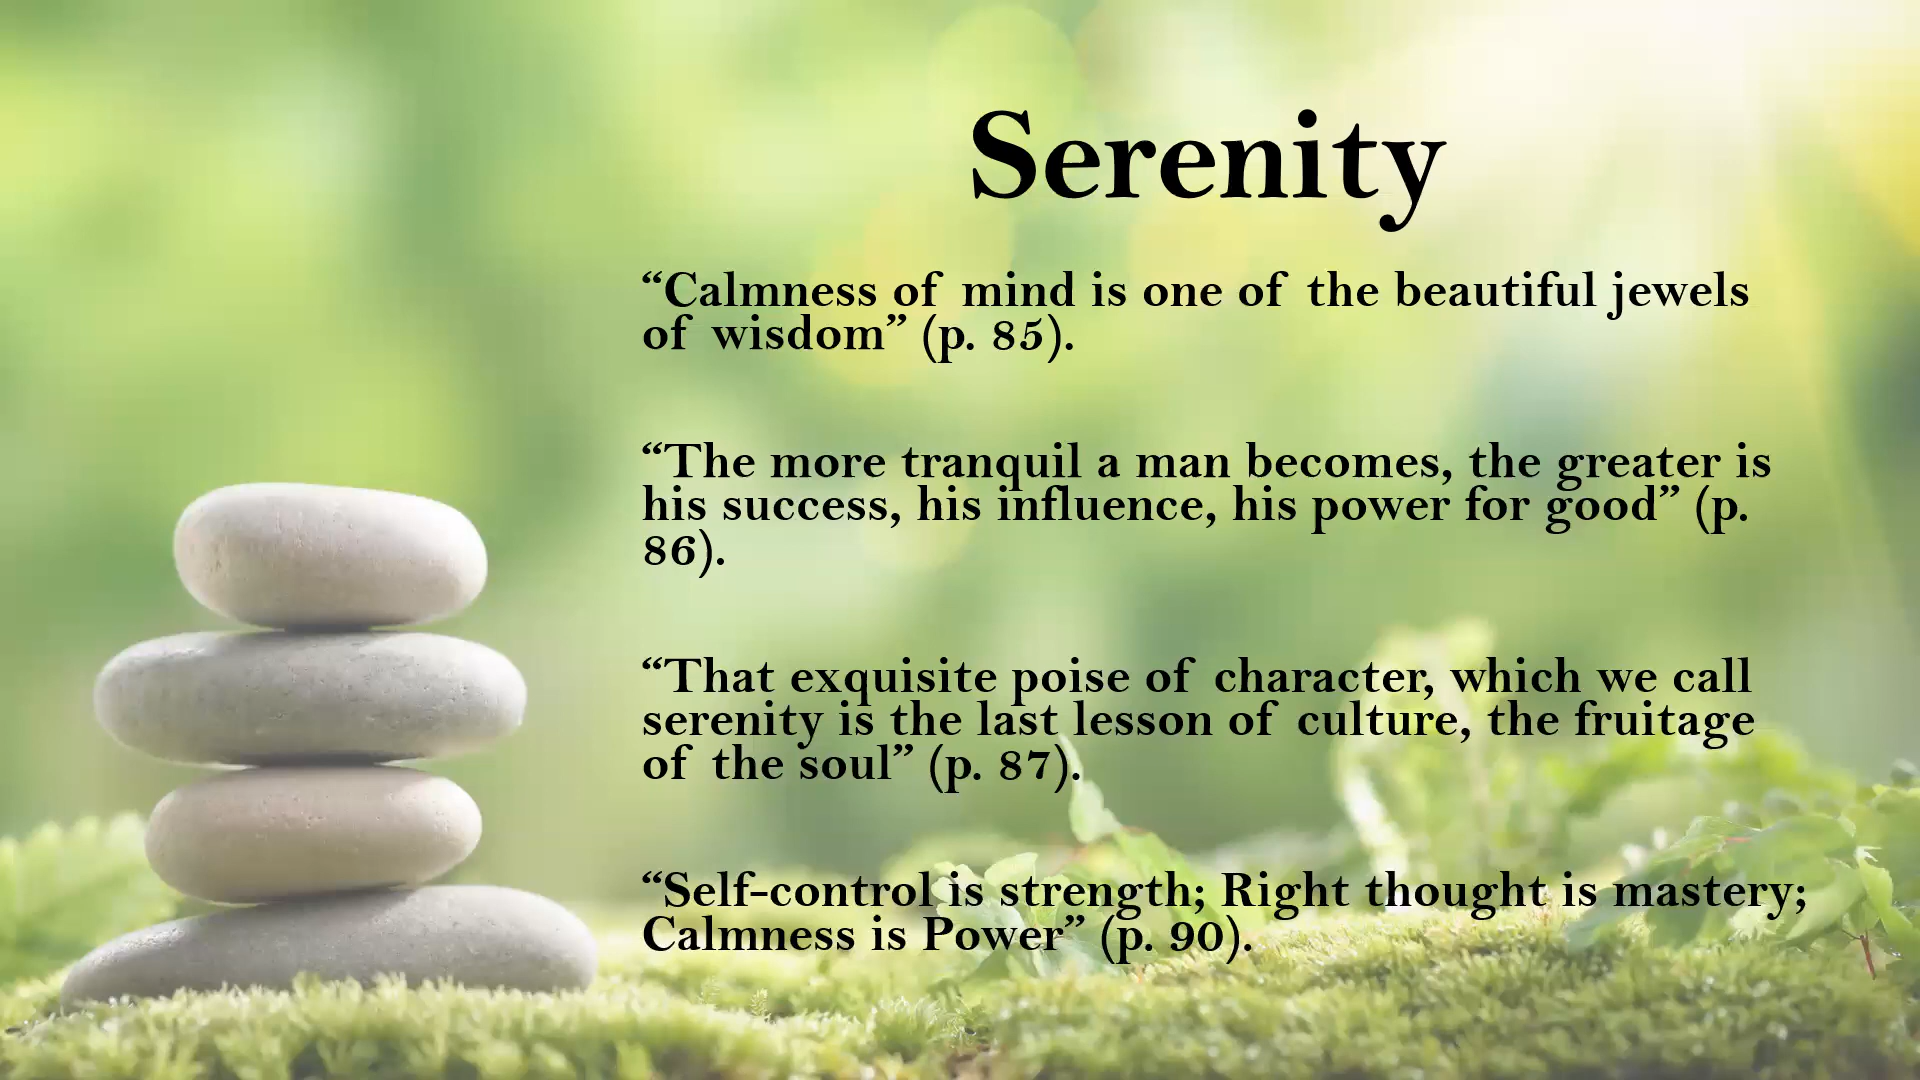 Serenity
“Calmness of mind is one of the beautiful jewels
of wisdom” (p. 85).
“The more tranquil a man becomes, the greater is
his success, his influence, his power for good” (p.
86).
“That exquisite poise of character, which we call
serenity is the last lesson of culture, the fruitage
of the soul” (p. 87).
“Self-control is strength; Right thought is mastery;
Calmness is Power” (p. 90).